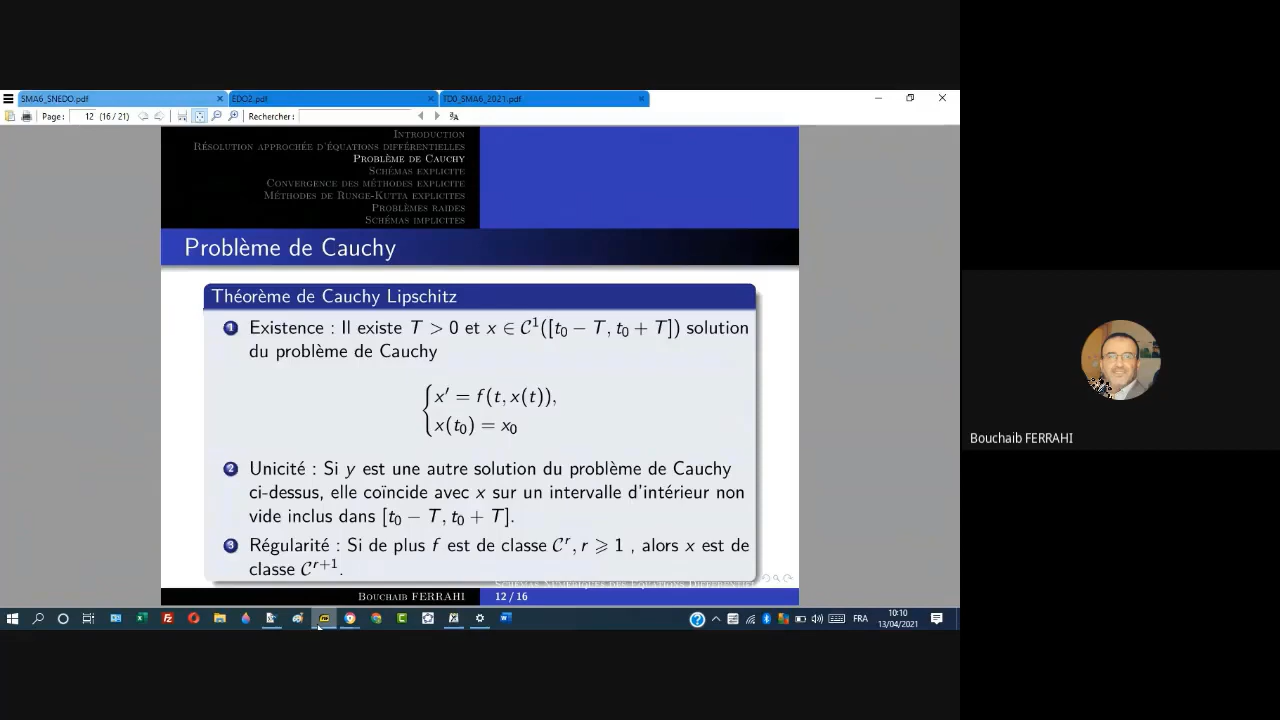 SMA6_SNEDO.pdf
EDO2.pdf
TD0_SMA6_2021.pdf
Page: 12 (16 / 21) Rechercher:
Introduction
Résolution approchée d'équations différentielles
Problème de Cauchy
Schémas explicite
Convergence des méthodes explicite
Méthodes de Runge-Kutta explicites
Problèmes raides
Schémas implicites
Problème de Cauchy
Théorème de Cauchy Lipschitz
1 Existence : Il existe T > 0 et x ∈ C¹([t₀ − T, t₀ + T]) solution
du problème de Cauchy
x′ = f(t, x(t)),
x(t₀) = x₀
2 Unicité : Si y est une autre solution du problème de Cauchy
ci-dessus, elle coïncide avec x sur un intervalle d'intérieur non
vide inclus dans [t₀ − T, t₀ + T].
3 Régularité : Si de plus f est de classe Cʳ, r ⩾ 1 , alors x est de
classe Cʳ⁺¹.
Bouchaib FERRAHI
12 / 16
Bouchaib FERRAHI
FRA
10:10
13/04/2021